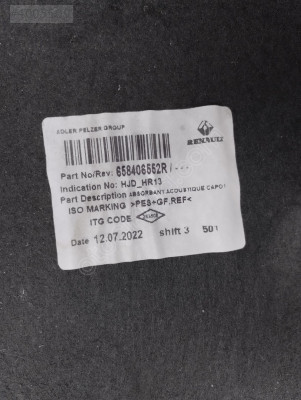 ADLER PELZER GROUP
RENAULT
Part No/Rev: 658406552R / ---
Indication No: HJD_HR13
Part Description ABSORBANT,ACOUSTIQUE CAPOT
ISO MARKING >PES+GF,REF<
ITG CODE
Date 12.07.2022 shift 3 501